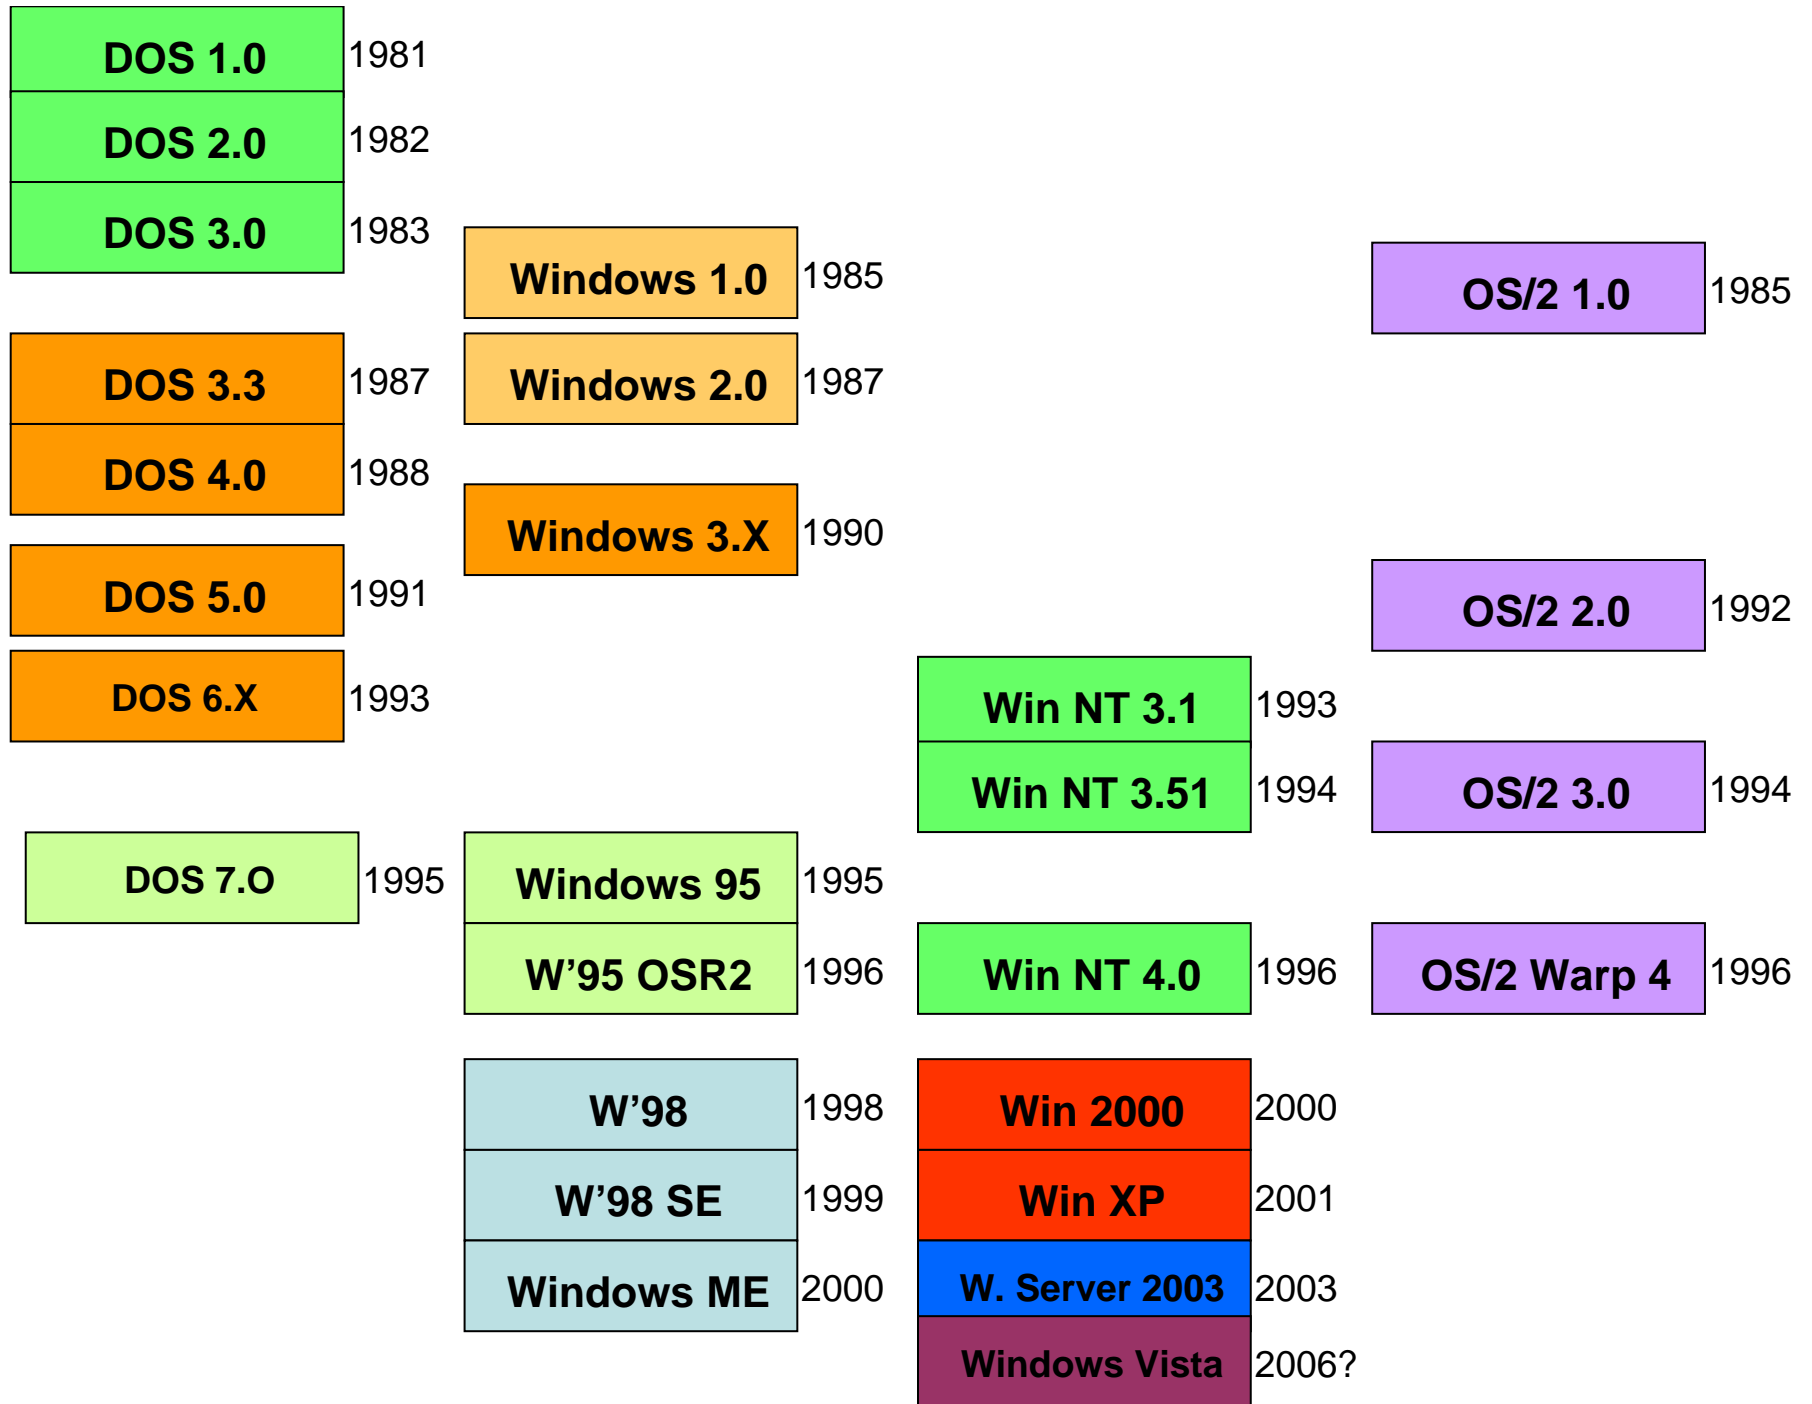 DOS 1.0 1981
DOS 2.0 1982
DOS 3.0 1983
Windows 1.0 1985
OS/2 1.0 1985
DOS 3.3 1987
Windows 2.0 1987
DOS 4.0 1988
Windows 3.X 1990
DOS 5.0 1991
OS/2 2.0 1992
DOS 6.X 1993
Win NT 3.1 1993
Win NT 3.51 1994
OS/2 3.0 1994
DOS 7.O 1995
Windows 95 1995
W’95 OSR2 1996
Win NT 4.0 1996
OS/2 Warp 4 1996
W’98 1998
Win 2000 2000
W’98 SE 1999
Win XP 2001
Windows ME 2000
W. Server 2003 2003
Windows Vista 2006?